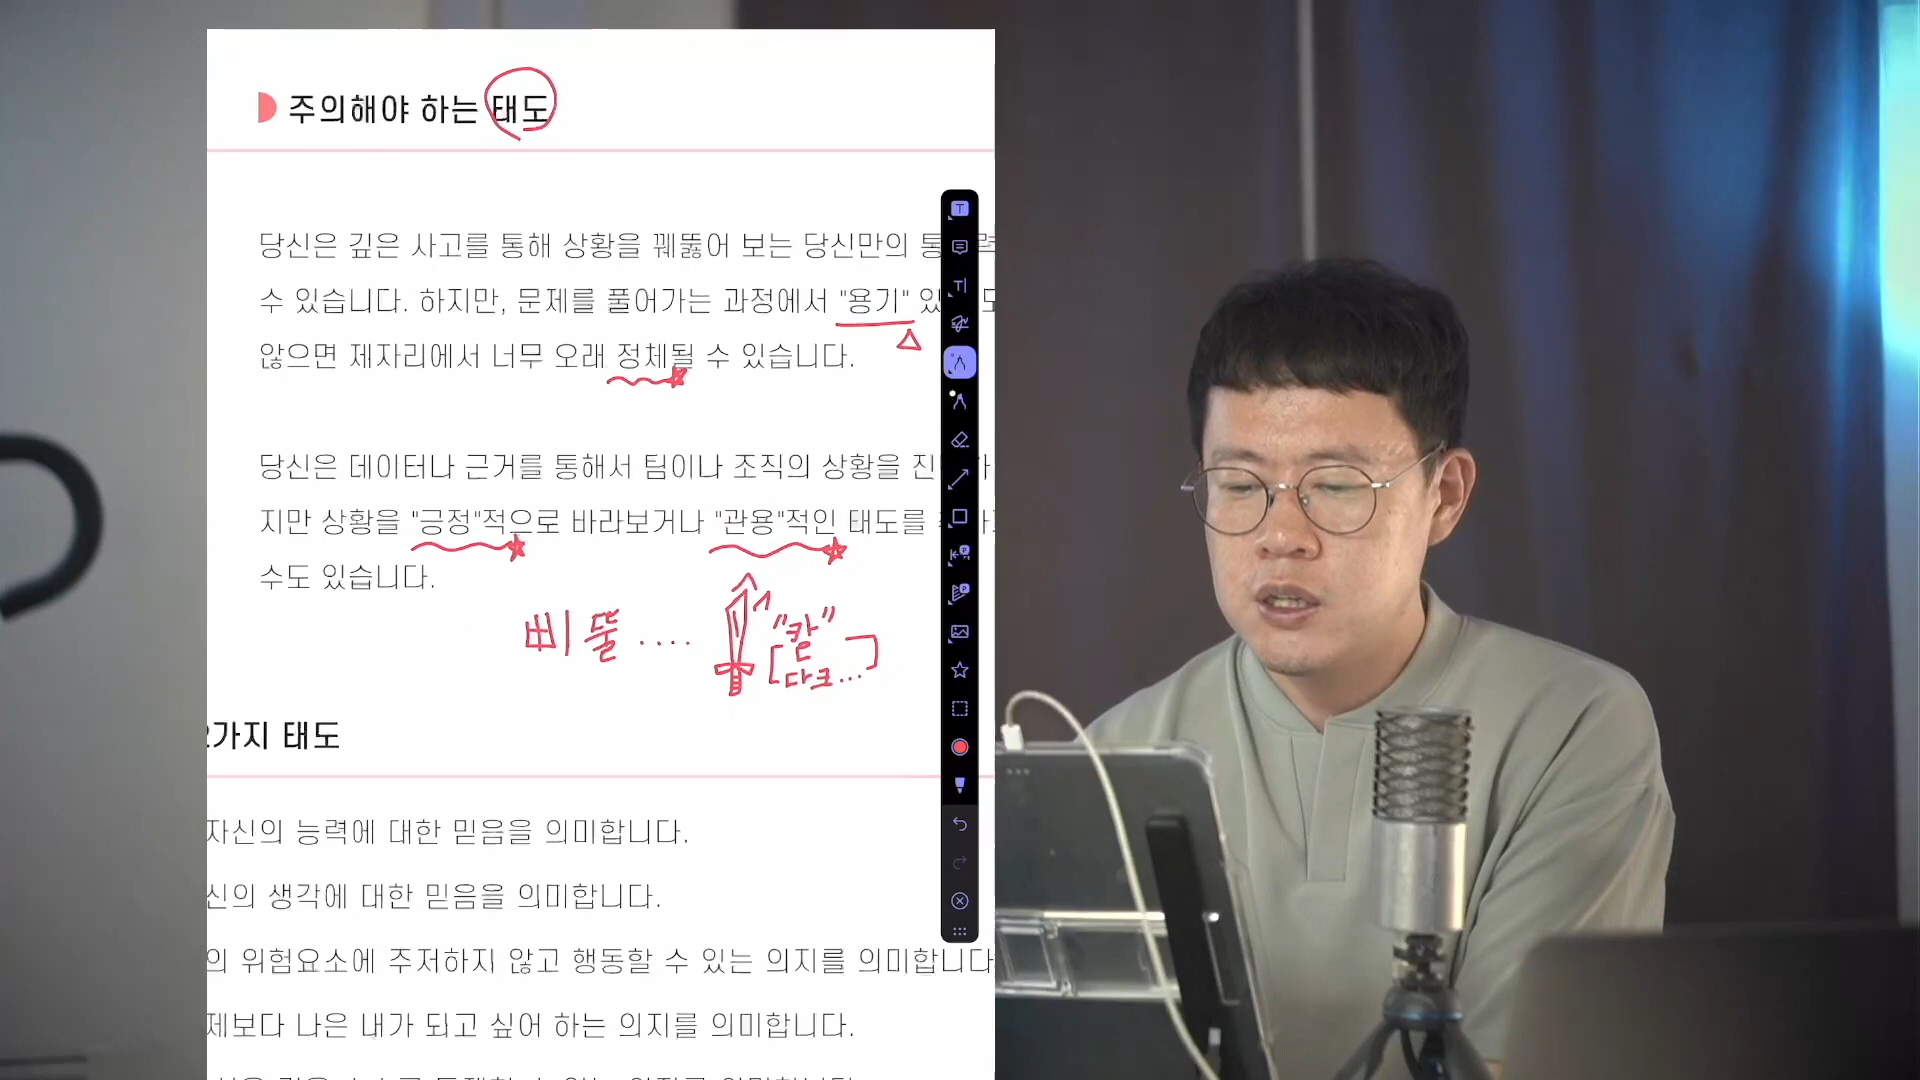 주의해야 하는 태도
당신은 깊은 사고를 통해 상황을 꿰뚫어 보는 당신만의
수 있습니다. 하지만, 문제를 풀어가는 과정에서 "용기"
않으면 제자리에서 너무 오래 정체될 수 있습니다.
당신은 데이터나 근거를 통해서 팀이나 조직의 상황을
지만 상황을 "긍정"적으로 바라보거나 "관용"적인 태도를
수도 있습니다.
삐뚤....
"칼"
[다크...]
가지 태도
자신의 능력에 대한 믿음을 의미합니다.
신의 생각에 대한 믿음을 의미합니다.
의 위험요소에 주저하지 않고 행동할 수 있는 의지를 의미합니다
제보다 나은 내가 되고 싶어 하는 의지를 의미합니다.